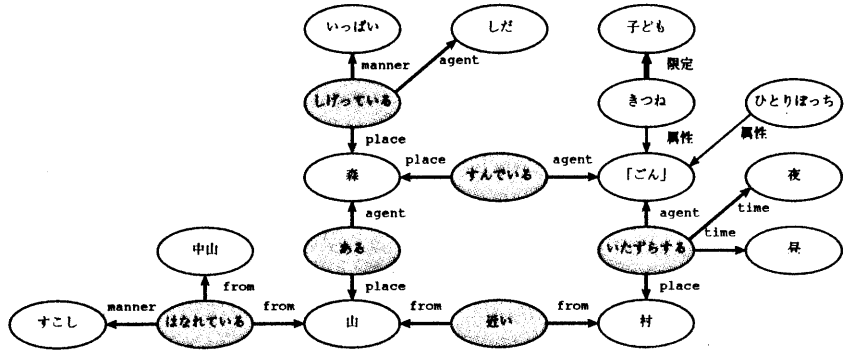 いっぱい
しだ
子ども
manner
agent
限定
しげっている
きつね
ひとりぼっち
place
属性
属性
森
place
すんでいる
agent
「ごん」
夜
agent
agent
time
time
中山
ある
いたずらする
昼
from
place
place
すこし
manner
はなれている
from
山
from
近い
from
村